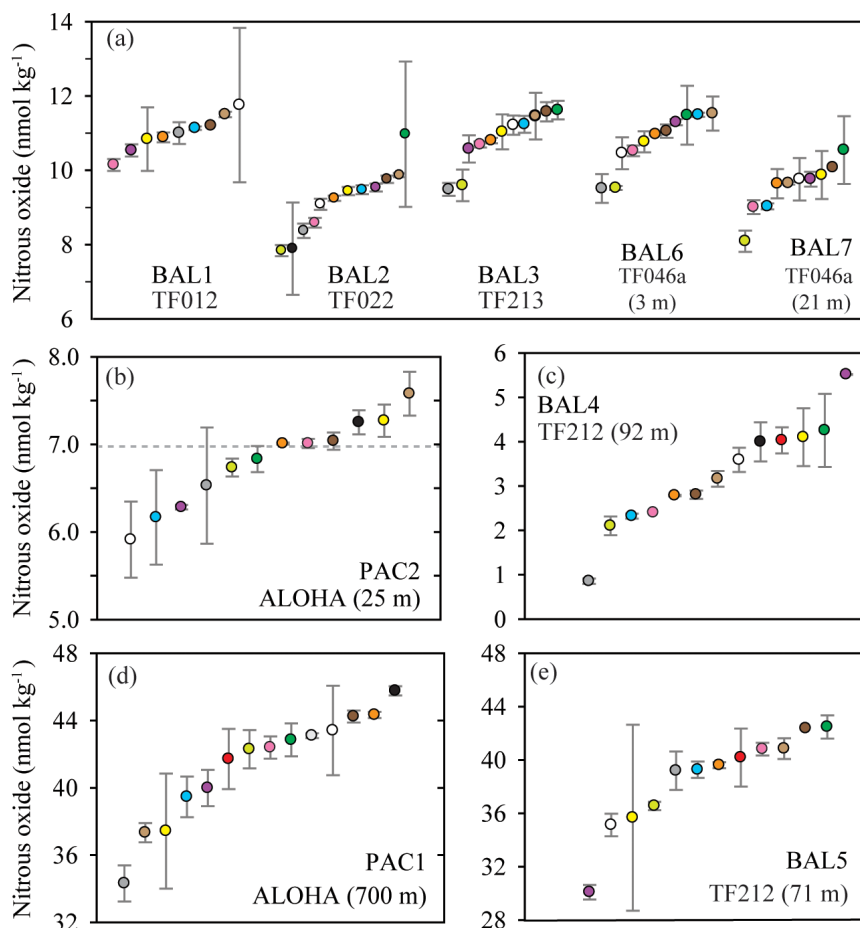 Nitrous oxide (nmol kg⁻¹)
14
12
10
8
6
(a)
BAL1
TF012
BAL2
TF022
BAL3
TF213
BAL6
TF046a
(3 m)
BAL7
TF046a
(21 m)
Nitrous oxide (nmol kg⁻¹)
8.0
7.0
6.0
5.0
(b)
PAC2
ALOHA (25 m)
6
5
4
3
2
1
0
(c)
BAL4
TF212 (92 m)
Nitrous oxide (nmol kg⁻¹)
48
44
40
36
32
(d)
PAC1
ALOHA (700 m)
48
44
40
36
32
28
(e)
BAL5
TF212 (71 m)